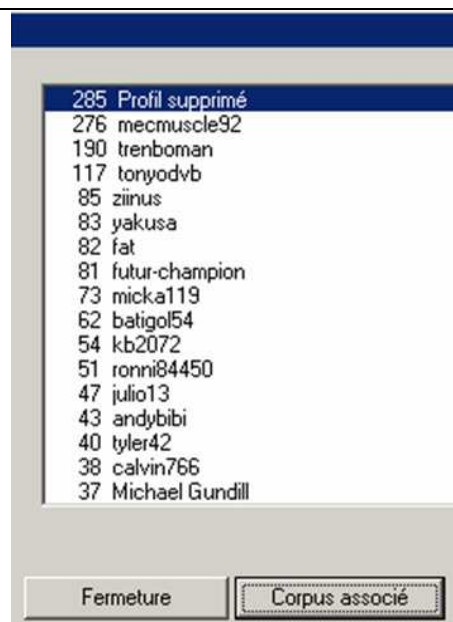 285 Profil supprimé
276 mecmuscle92
190 trenboman
117 tonyodvb
85 ziinus
83 yakusa
82 fat
81 futur-champion
73 micka119
62 batigol54
54 kb2072
51 ronni84450
47 julio13
43 andybibi
40 tyler42
38 calvin766
37 Michael Gundill
Fermeture Corpus associé